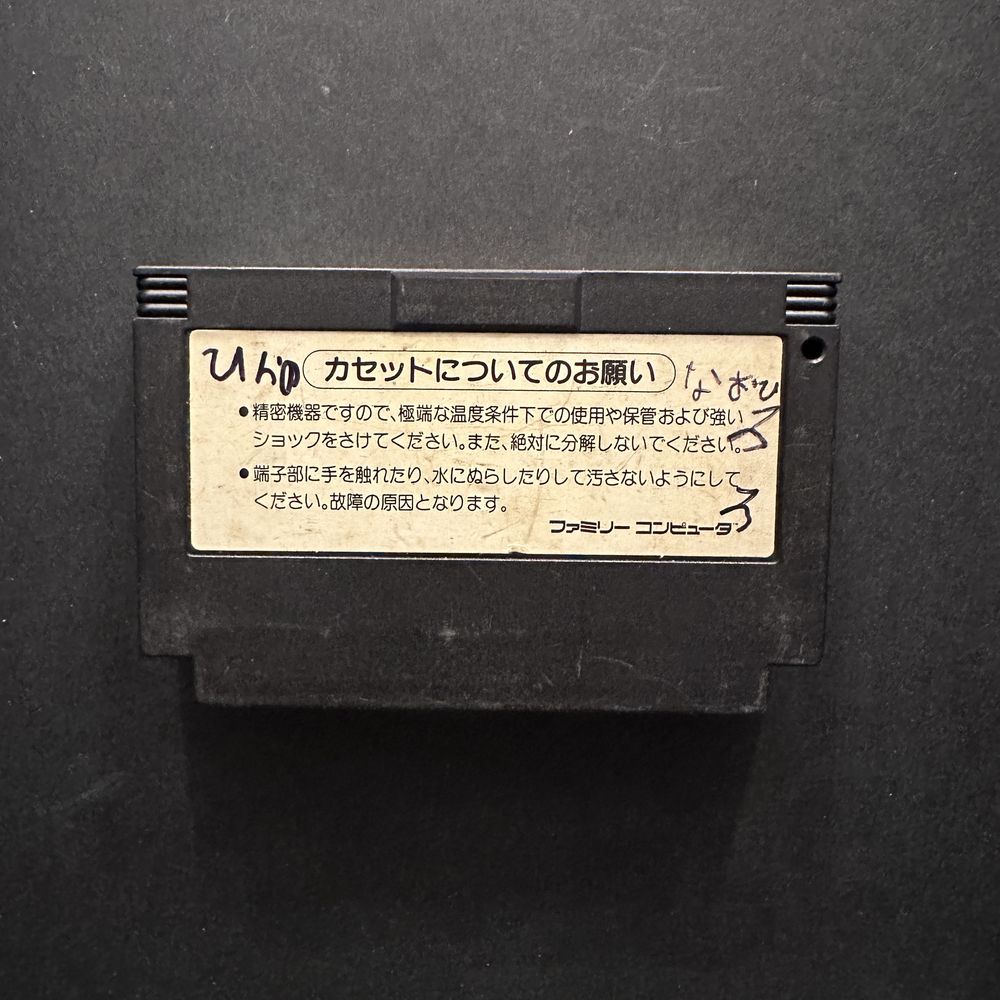 カセットについてのお願い
●精密機器ですので、極端な温度条件下での使用や保管および強い
ショックをさけてください。また、絶対に分解しないでください。
●端子部に手を触れたり、水にぬらしたりして汚さないようにして
ください。故障の原因となります。
ファミリー コンピュータ
なおひろ
ろ